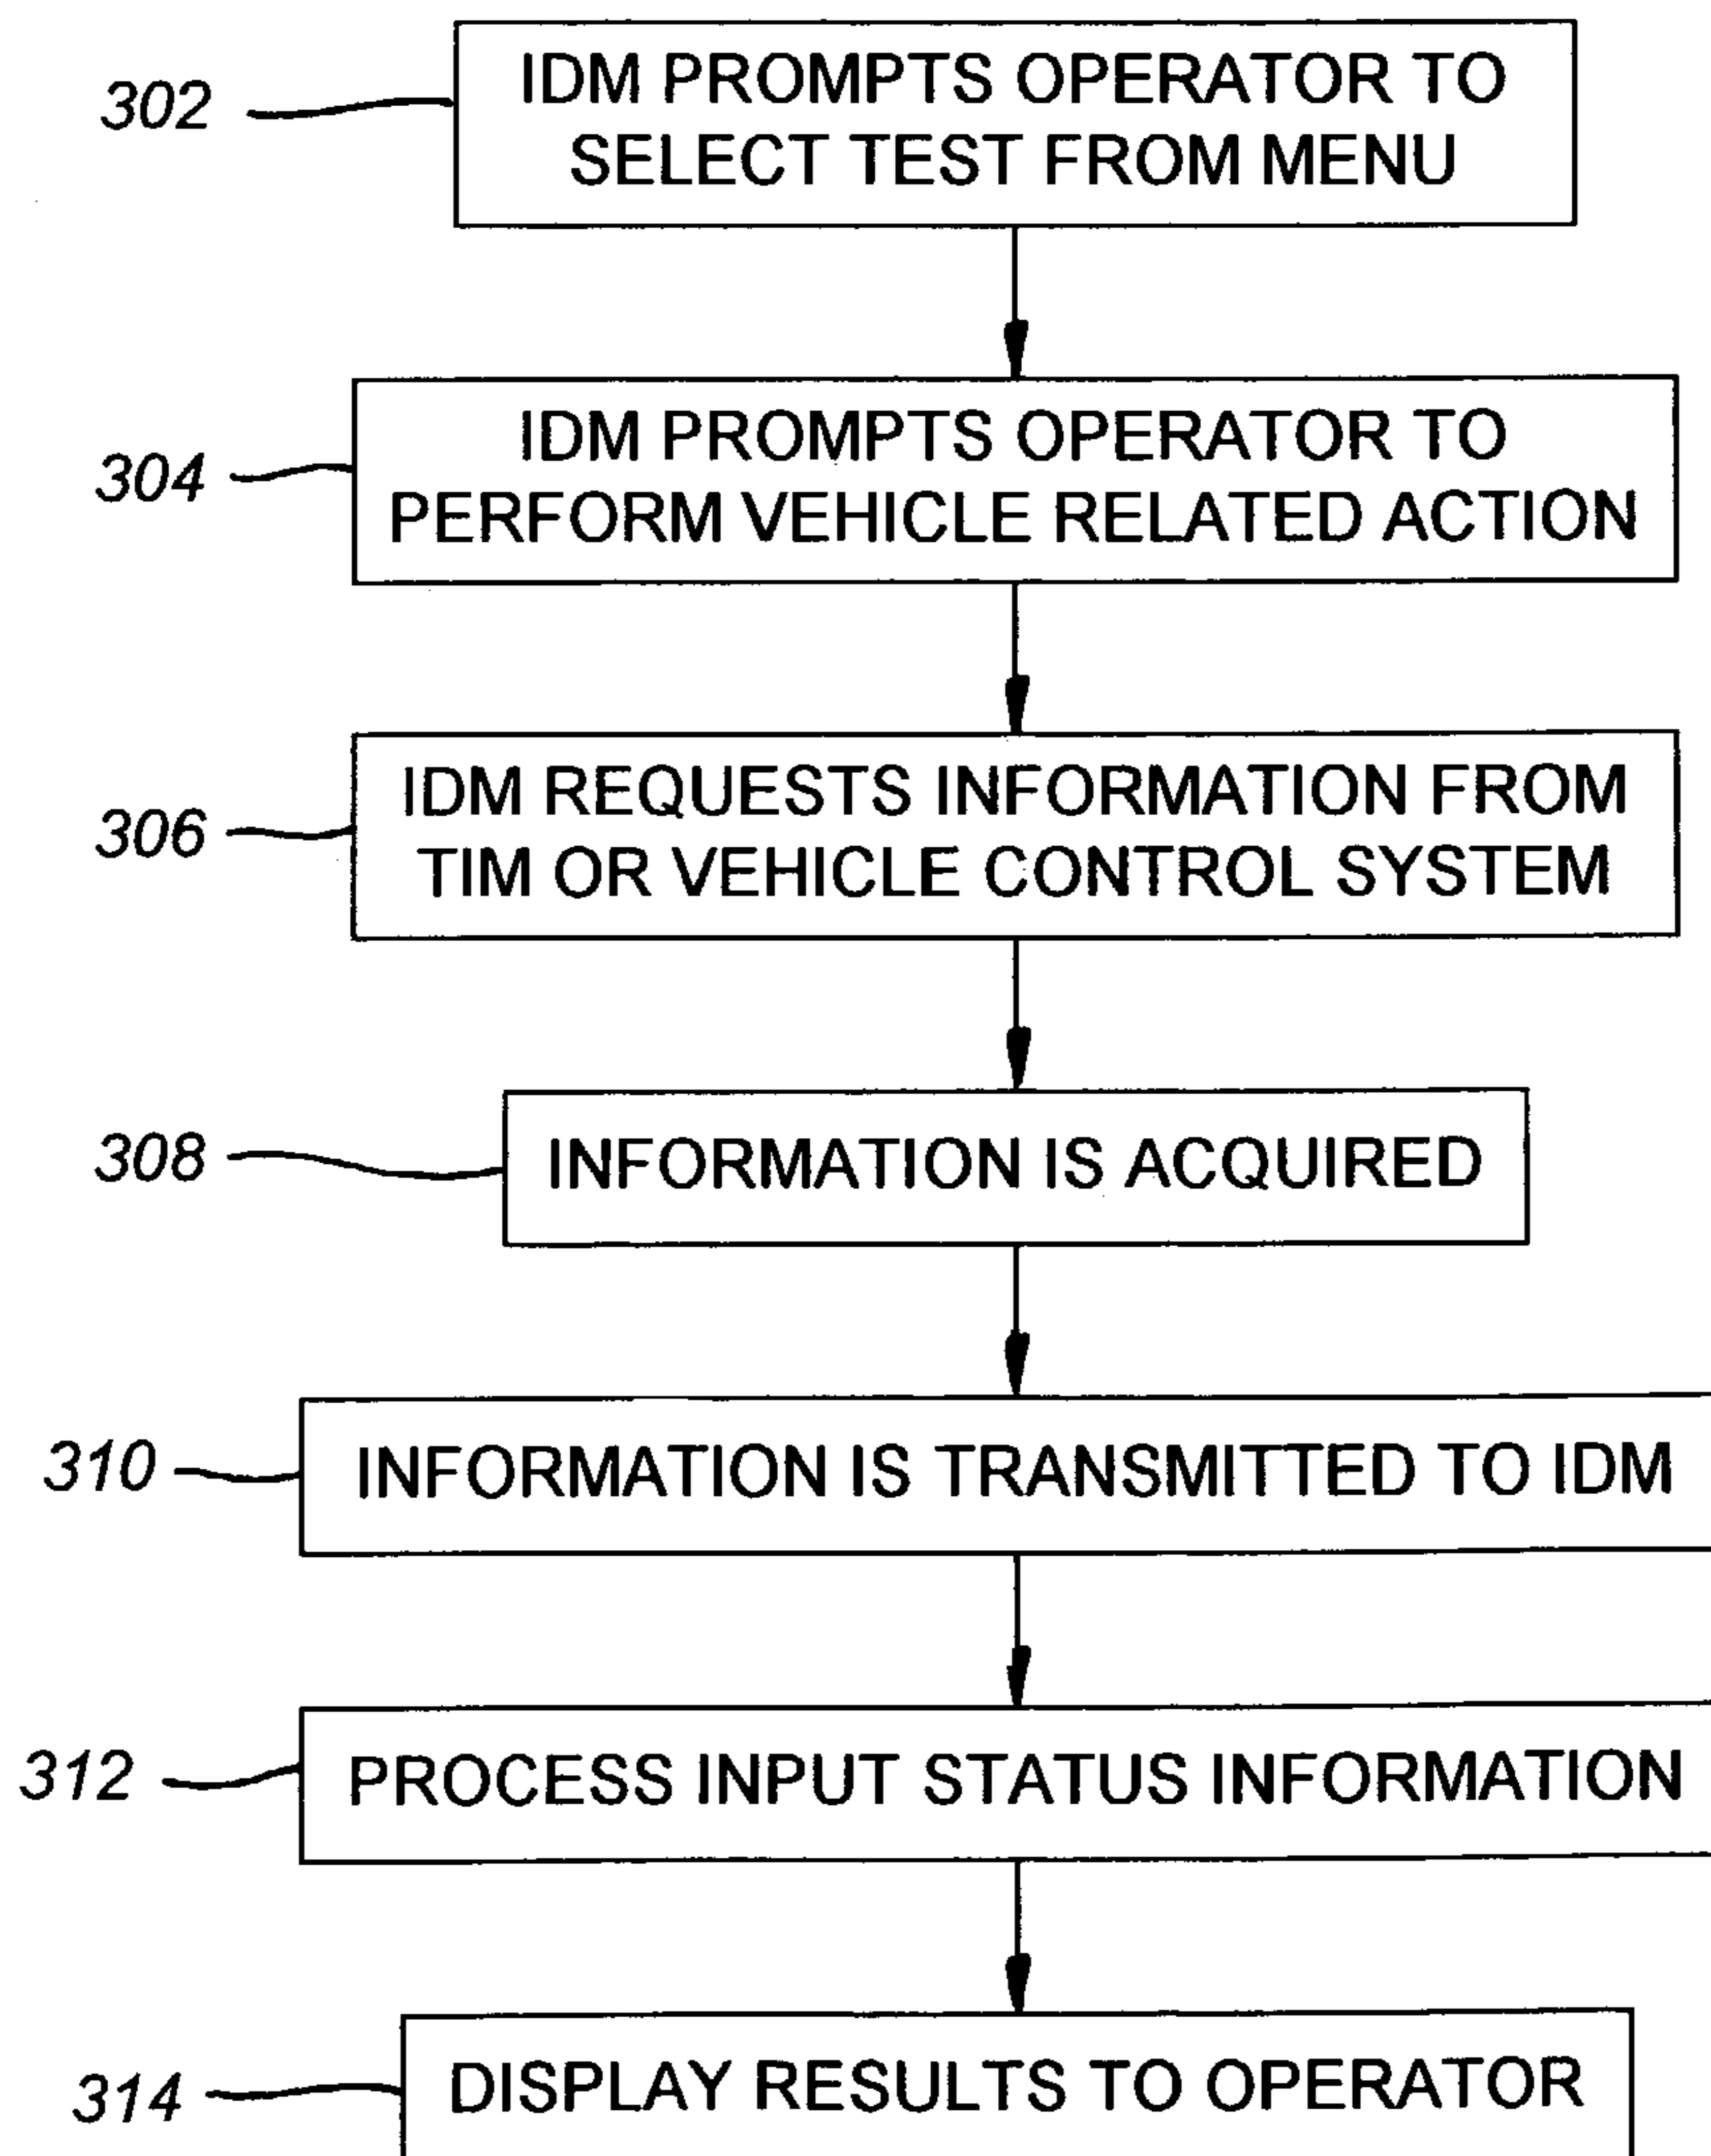 302
IDM PROMPTS OPERATOR TO
SELECT TEST FROM MENU
304
IDM PROMPTS OPERATOR TO
PERFORM VEHICLE RELATED ACTION
306
IDM REQUESTS INFORMATION FROM
TIM OR VEHICLE CONTROL SYSTEM
308
INFORMATION IS ACQUIRED
310
INFORMATION IS TRANSMITTED TO IDM
312
PROCESS INPUT STATUS INFORMATION
314
DISPLAY RESULTS TO OPERATOR